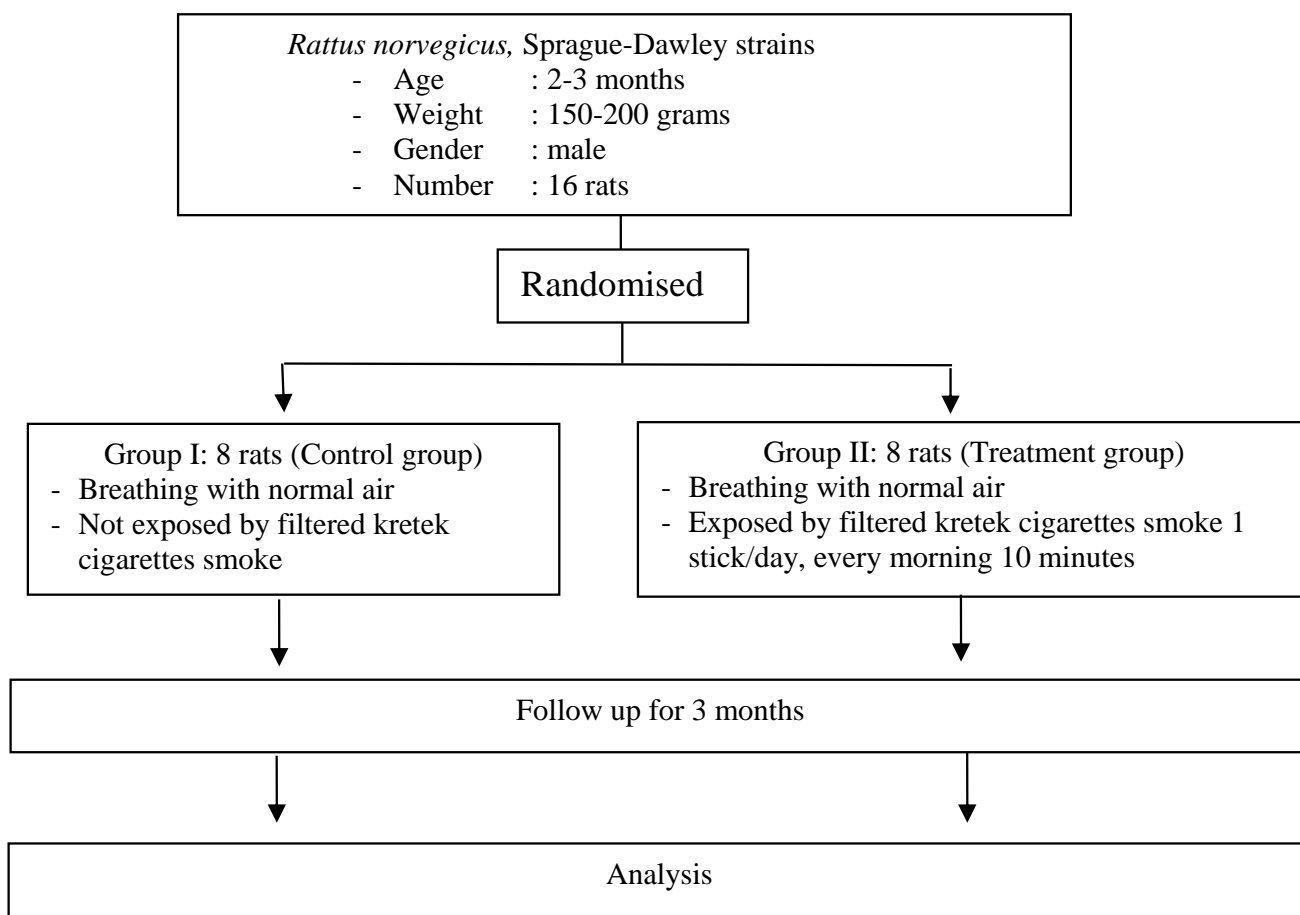 Rattus norvegicus, Sprague-Dawley strains
- Age : 2-3 months
- Weight : 150-200 grams
- Gender : male
- Number : 16 rats
Randomised
Group I: 8 rats (Control group)
- Breathing with normal air
- Not exposed by filtered kretek
cigarettes smoke
Group II: 8 rats (Treatment group)
- Breathing with normal air
- Exposed by filtered kretek cigarettes smoke 1
stick/day, every morning 10 minutes
Follow up for 3 months
Analysis